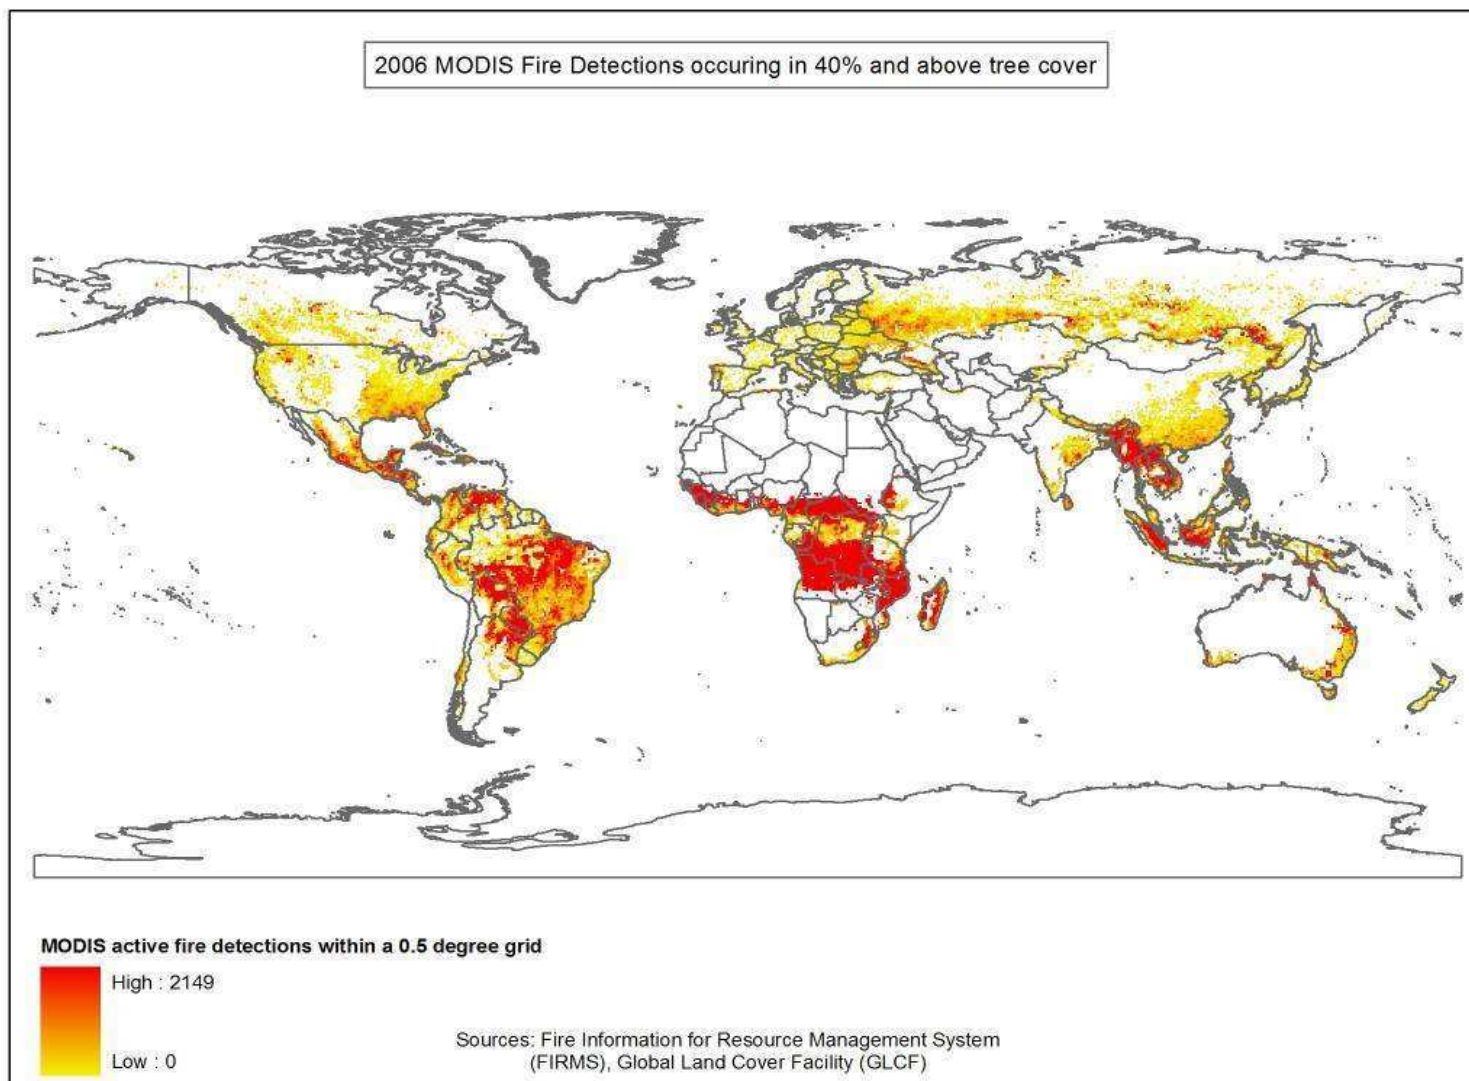 2006 MODIS Fire Detections occuring in 40% and above tree cover
MODIS active fire detections within a 0.5 degree grid
High : 2149
Low : 0
Sources: Fire Information for Resource Management System
(FIRMS), Global Land Cover Facility (GLCF)